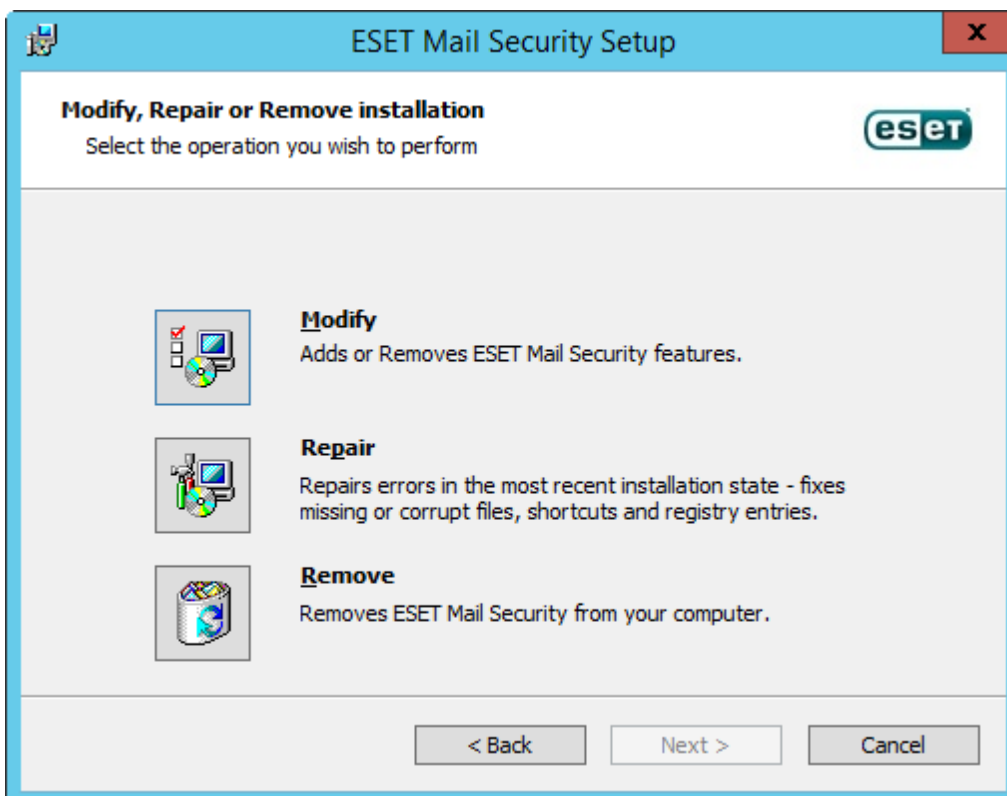 ESET Mail Security Setup
x
Modify, Repair or Remove installation
Select the operation you wish to perform
eseT
Modify
Adds or Removes ESET Mail Security features.
Repair
Repairs errors in the most recent installation state - fixes
missing or corrupt files, shortcuts and registry entries.
Remove
Removes ESET Mail Security from your computer.
< Back
Next >
Cancel